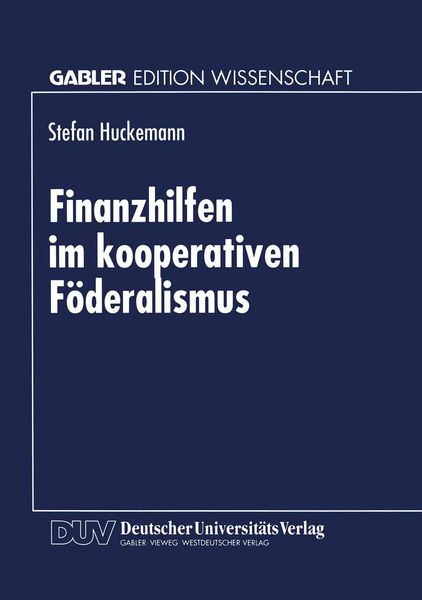 GABLER EDITION WISSENSCHAFT
Stefan Huckemann
Finanzhilfen
im kooperativen
Föderalismus
DUV Deutscher Universitäts Verlag
GABLER · VIEWEG · WESTDEUTSCHER VERLAG